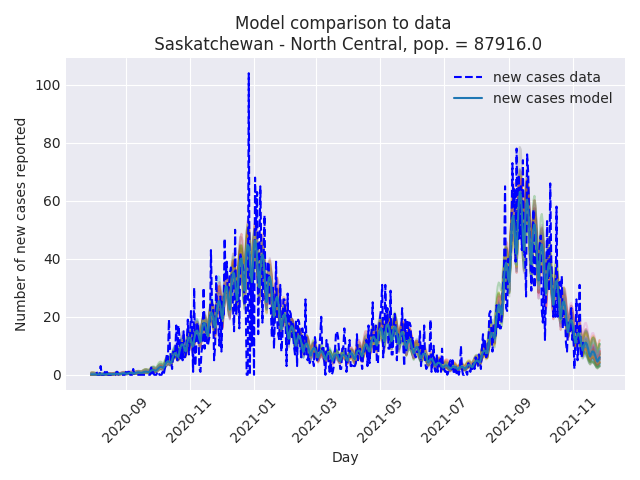 Model comparison to data
Saskatchewan - North Central, pop. = 87916.0
new cases data
new cases model
Number of new cases reported
100
80
60
40
20
0
2020-09
2020-11
2021-01
2021-03
2021-05
2021-07
2021-09
2021-11
Day